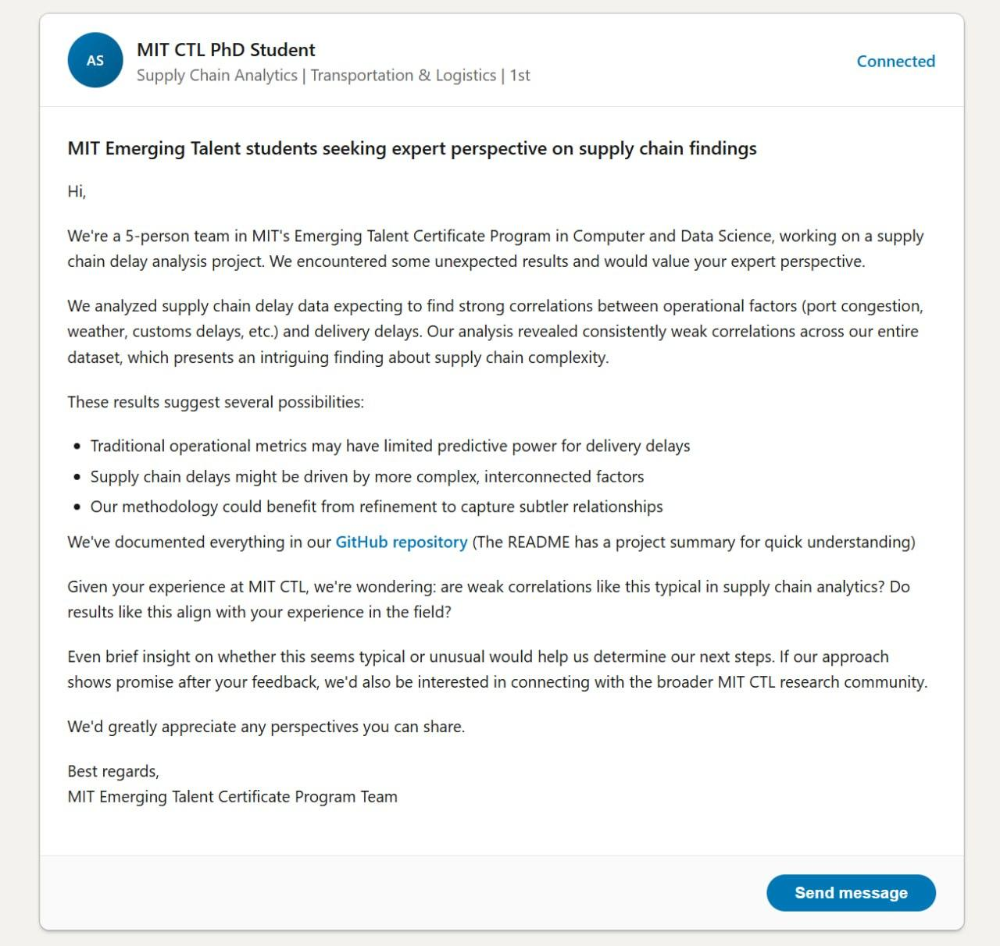 AS
MIT CTL PhD Student
Supply Chain Analytics | Transportation & Logistics | 1st
Connected
MIT Emerging Talent students seeking expert perspective on supply chain findings
Hi,
We're a 5-person team in MIT's Emerging Talent Certificate Program in Computer and Data Science, working on a supply
chain delay analysis project. We encountered some unexpected results and would value your expert perspective.
We analyzed supply chain delay data expecting to find strong correlations between operational factors (port congestion,
weather, customs delays, etc.) and delivery delays. Our analysis revealed consistently weak correlations across our entire
dataset, which presents an intriguing finding about supply chain complexity.
These results suggest several possibilities:
• Traditional operational metrics may have limited predictive power for delivery delays
• Supply chain delays might be driven by more complex, interconnected factors
• Our methodology could benefit from refinement to capture subtler relationships
We've documented everything in our GitHub repository (The README has a project summary for quick understanding)
Given your experience at MIT CTL, we're wondering: are weak correlations like this typical in supply chain analytics? Do
results like this align with your experience in the field?
Even brief insight on whether this seems typical or unusual would help us determine our next steps. If our approach
shows promise after your feedback, we'd also be interested in connecting with the broader MIT CTL research community.
We'd greatly appreciate any perspectives you can share.
Best regards,
MIT Emerging Talent Certificate Program Team
Send message